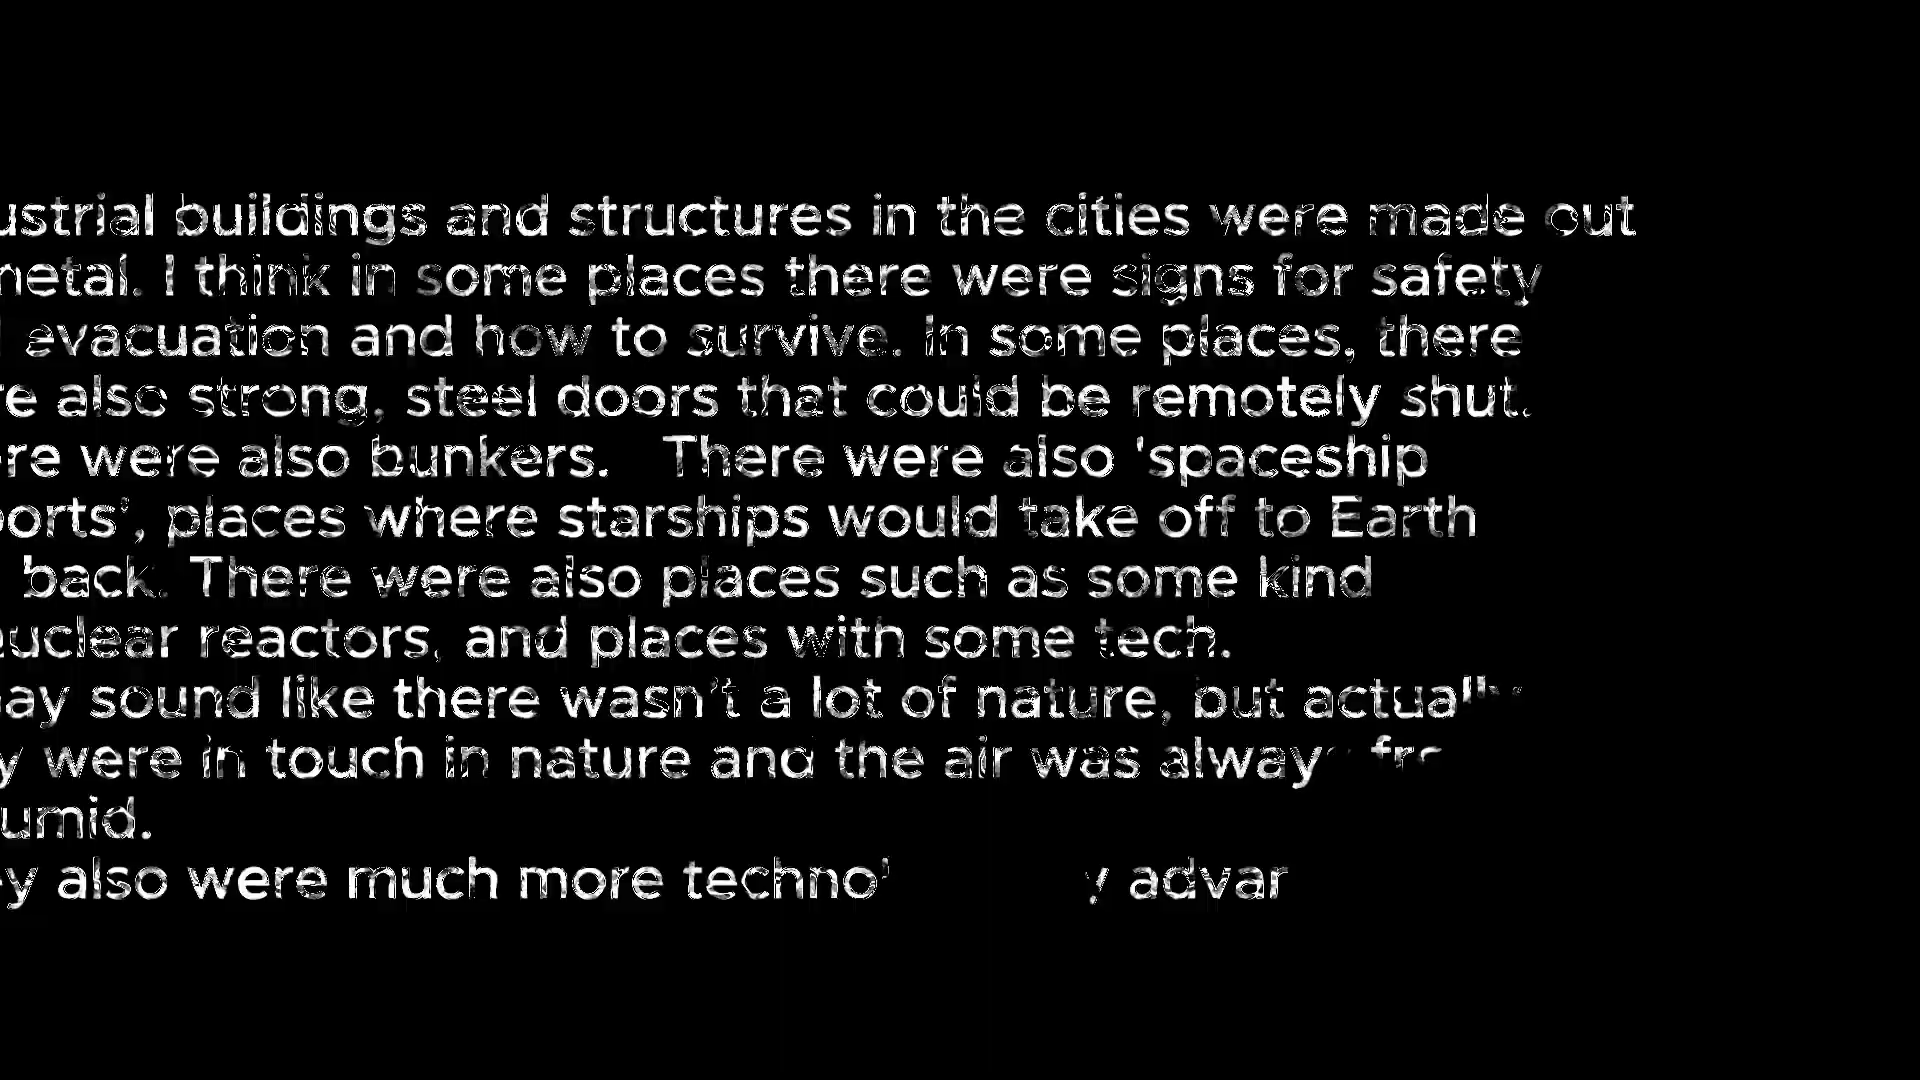 ustrial buildings and structures in the cities were made out
metal. I think in some places there were signs for safety
evacuation and how to survive. In some places, there
re also strong, steel doors that could be remotely shut.
ere were also bunkers.   There were also 'spaceship
ports', places where starships would take off to Earth
back. There were also places such as some kind
nuclear reactors, and places with some tech.
ay sound like there wasn't a lot of nature, but actually
y were in touch in nature and the air was always
umid.
ey also were much more